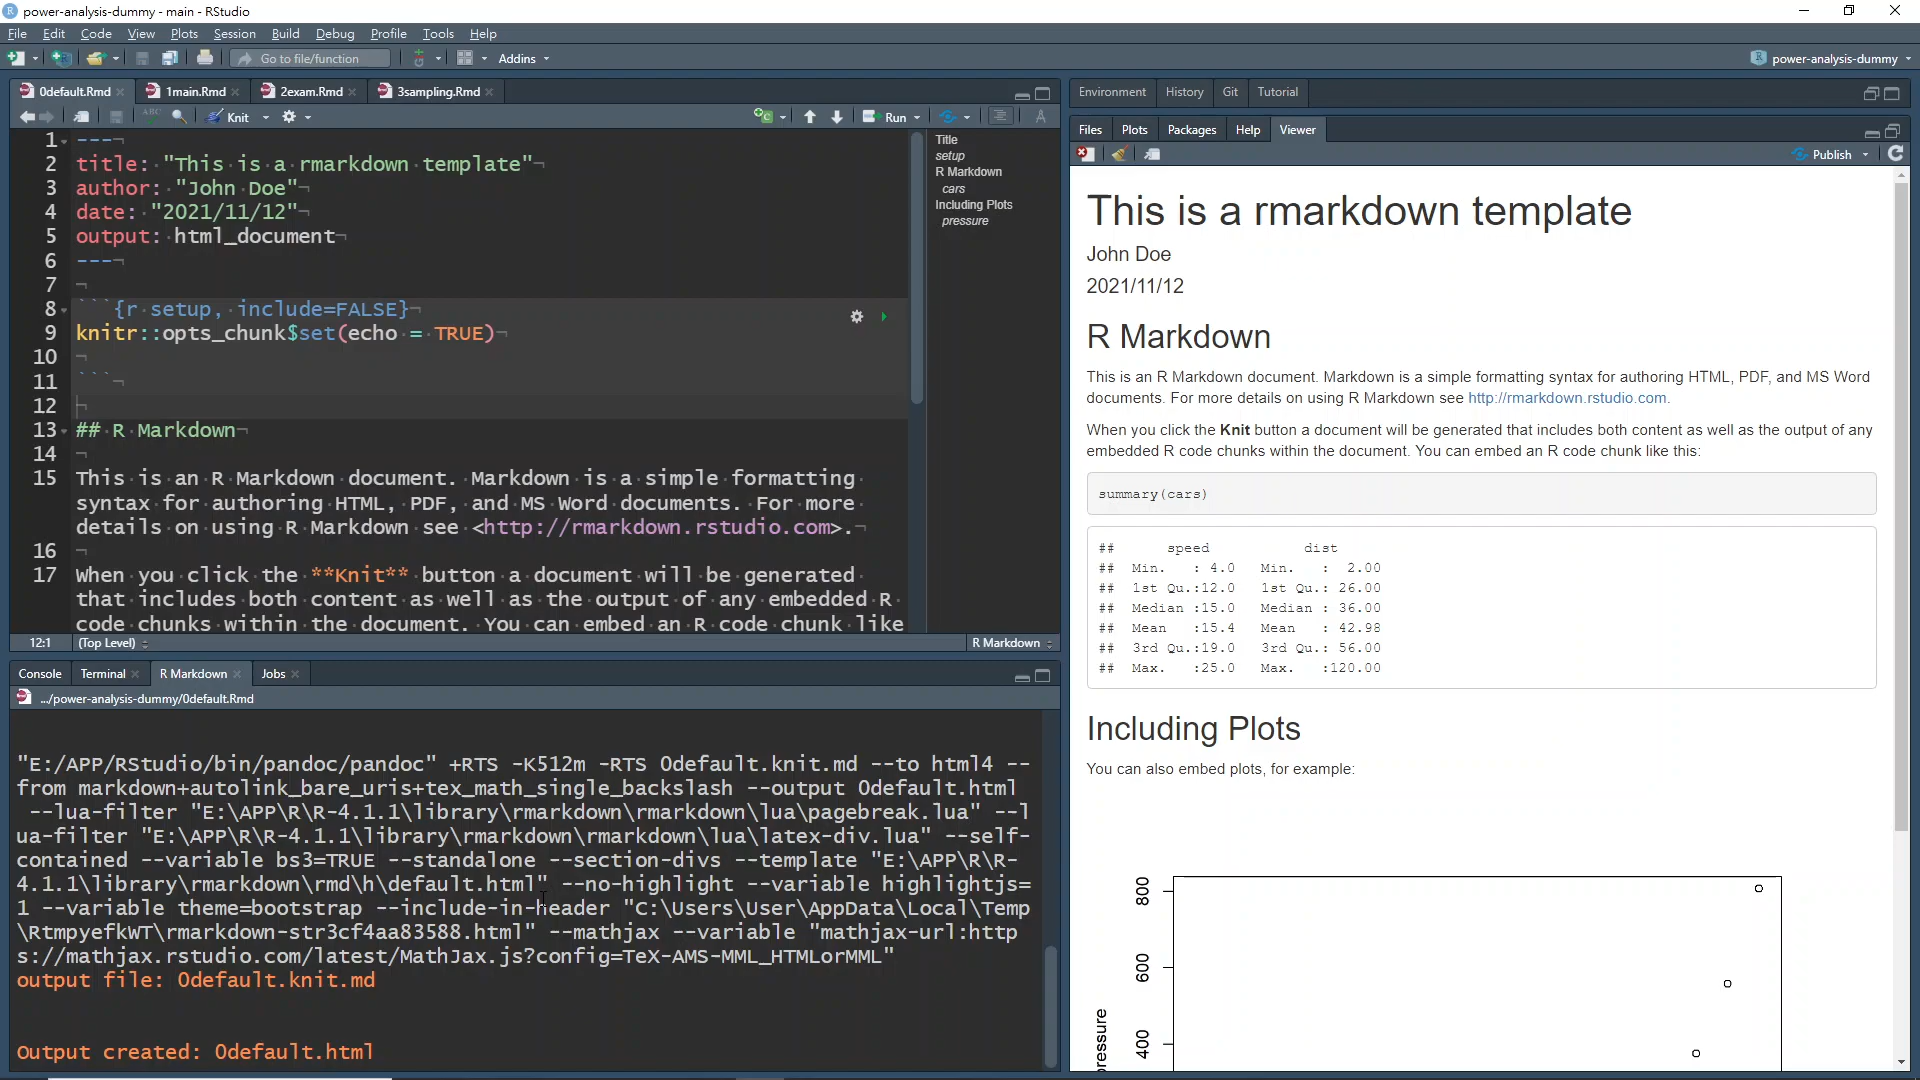 power-analysis-dummy - main - RStudio
File Edit Code View Plots Session Build Debug Profile Tools Help
Go to file/function Addins power-analysis-dummy
0default.Rmd 1main.Rmd 2exam.Rmd 3sampling.Rmd
Knit Run
1 ---
2 title: "This is a rmarkdown template"
3 author: "John Doe"
4 date: "2021/11/12"
5 output: html_document
6 ---
7
8 ```{r setup, include=FALSE}
9 knitr::opts_chunk$set(echo = TRUE)
10
11 ```
12
13 ## R Markdown
14
15 This is an R Markdown document. Markdown is a simple formatting
syntax for authoring HTML, PDF, and MS Word documents. For more
details on using R Markdown see <http://rmarkdown.rstudio.com>.
16
17 When you click the **Knit** button a document will be generated
that includes both content as well as the output of any embedded R
code chunks within the document. You can embed an R code chunk like
Title
setup
R Markdown
cars
Including Plots
pressure
12:1 (Top Level) R Markdown
Console Terminal R Markdown Jobs
.../power-analysis-dummy/0default.Rmd
"E:/APP/RStudio/bin/pandoc/pandoc" +RTS -K512m -RTS 0default.knit.md --to html4 --
from markdown+autolink_bare_uris+tex_math_single_backslash --output 0default.html
--lua-filter "E:\APP\R\R-4.1.1\library\rmarkdown\rmarkdown\lua\pagebreak.lua" --l
ua-filter "E:\APP\R\R-4.1.1\library\rmarkdown\rmarkdown\lua\latex-div.lua" --self-
contained --variable bs3=TRUE --standalone --section-divs --template "E:\APP\R\R-
4.1.1\library\rmarkdown\rmd\h\default.html" --no-highlight --variable highlightjs=
1 --variable theme=bootstrap --include-in-header "C:\Users\User\AppData\Local\Temp
\RtmpyefkWT\rmarkdown-str3cf4aa83588.html" --mathjax --variable "mathjax-url:http
s://mathjax.rstudio.com/latest/MathJax.js?config=TeX-AMS-MML_HTMLorMML"
output file: 0default.knit.md
Output created: 0default.html
Environment History Git Tutorial
Files Plots Packages Help Viewer
Publish
This is a rmarkdown template
John Doe
2021/11/12
R Markdown
This is an R Markdown document. Markdown is a simple formatting syntax for authoring HTML, PDF, and MS Word
documents. For more details on using R Markdown see http://rmarkdown.rstudio.com.
When you click the Knit button a document will be generated that includes both content as well as the output of any
embedded R code chunks within the document. You can embed an R code chunk like this:
summary(cars)
## speed dist
## Min. : 4.0 Min. : 2.00
## 1st Qu.:12.0 1st Qu.: 26.00
## Median :15.0 Median : 36.00
## Mean :15.4 Mean : 42.98
## 3rd Qu.:19.0 3rd Qu.: 56.00
## Max. :25.0 Max. :120.00
Including Plots
You can also embed plots, for example:
800
600
400
ressure